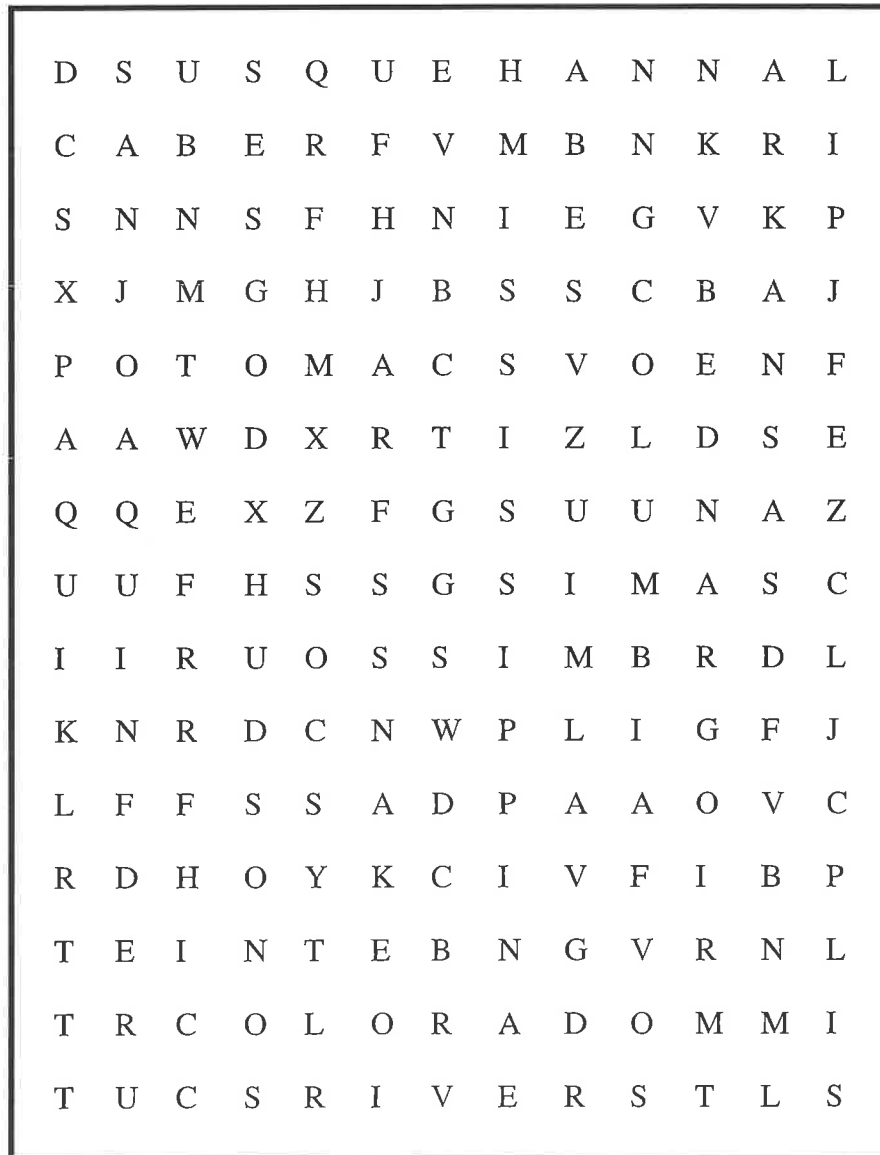 D S U S Q U E H A N N A L
C A B E R F V M B N K R I
S N N S F H N I E G V K P
X J M G H J B S S C B A J
P O T O M A C S V O E N F
A A W D X R T I Z L D S E
Q Q E X Z F G S U U N A Z
U U F H S S G S I M A S C
I I R U O S S I M B R D L
K N R D C N W P L I G F J
L F F S S A D P A A O V C
R D H O Y K C I V F I B P
T E I N T E B N G V R N L
T R C O L O R A D O M M I
T U C S R I V E R S T L S